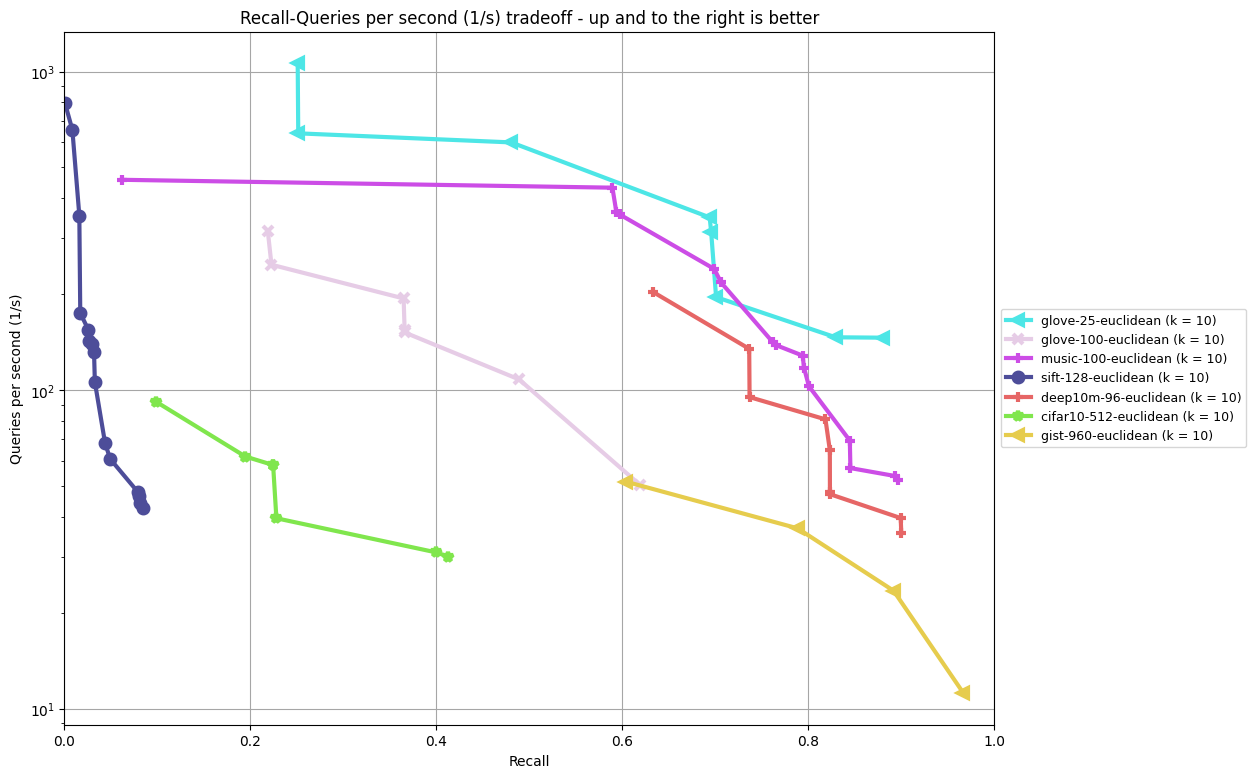 Recall-Queries per second (1/s) tradeoff - up and to the right is better
Queries per second (1/s)
10³
10²
10¹
0.0 0.2 0.4 0.6 0.8 1.0
Recall
glove-25-euclidean (k = 10)
glove-100-euclidean (k = 10)
music-100-euclidean (k = 10)
sift-128-euclidean (k = 10)
deep10m-96-euclidean (k = 10)
cifar10-512-euclidean (k = 10)
gist-960-euclidean (k = 10)